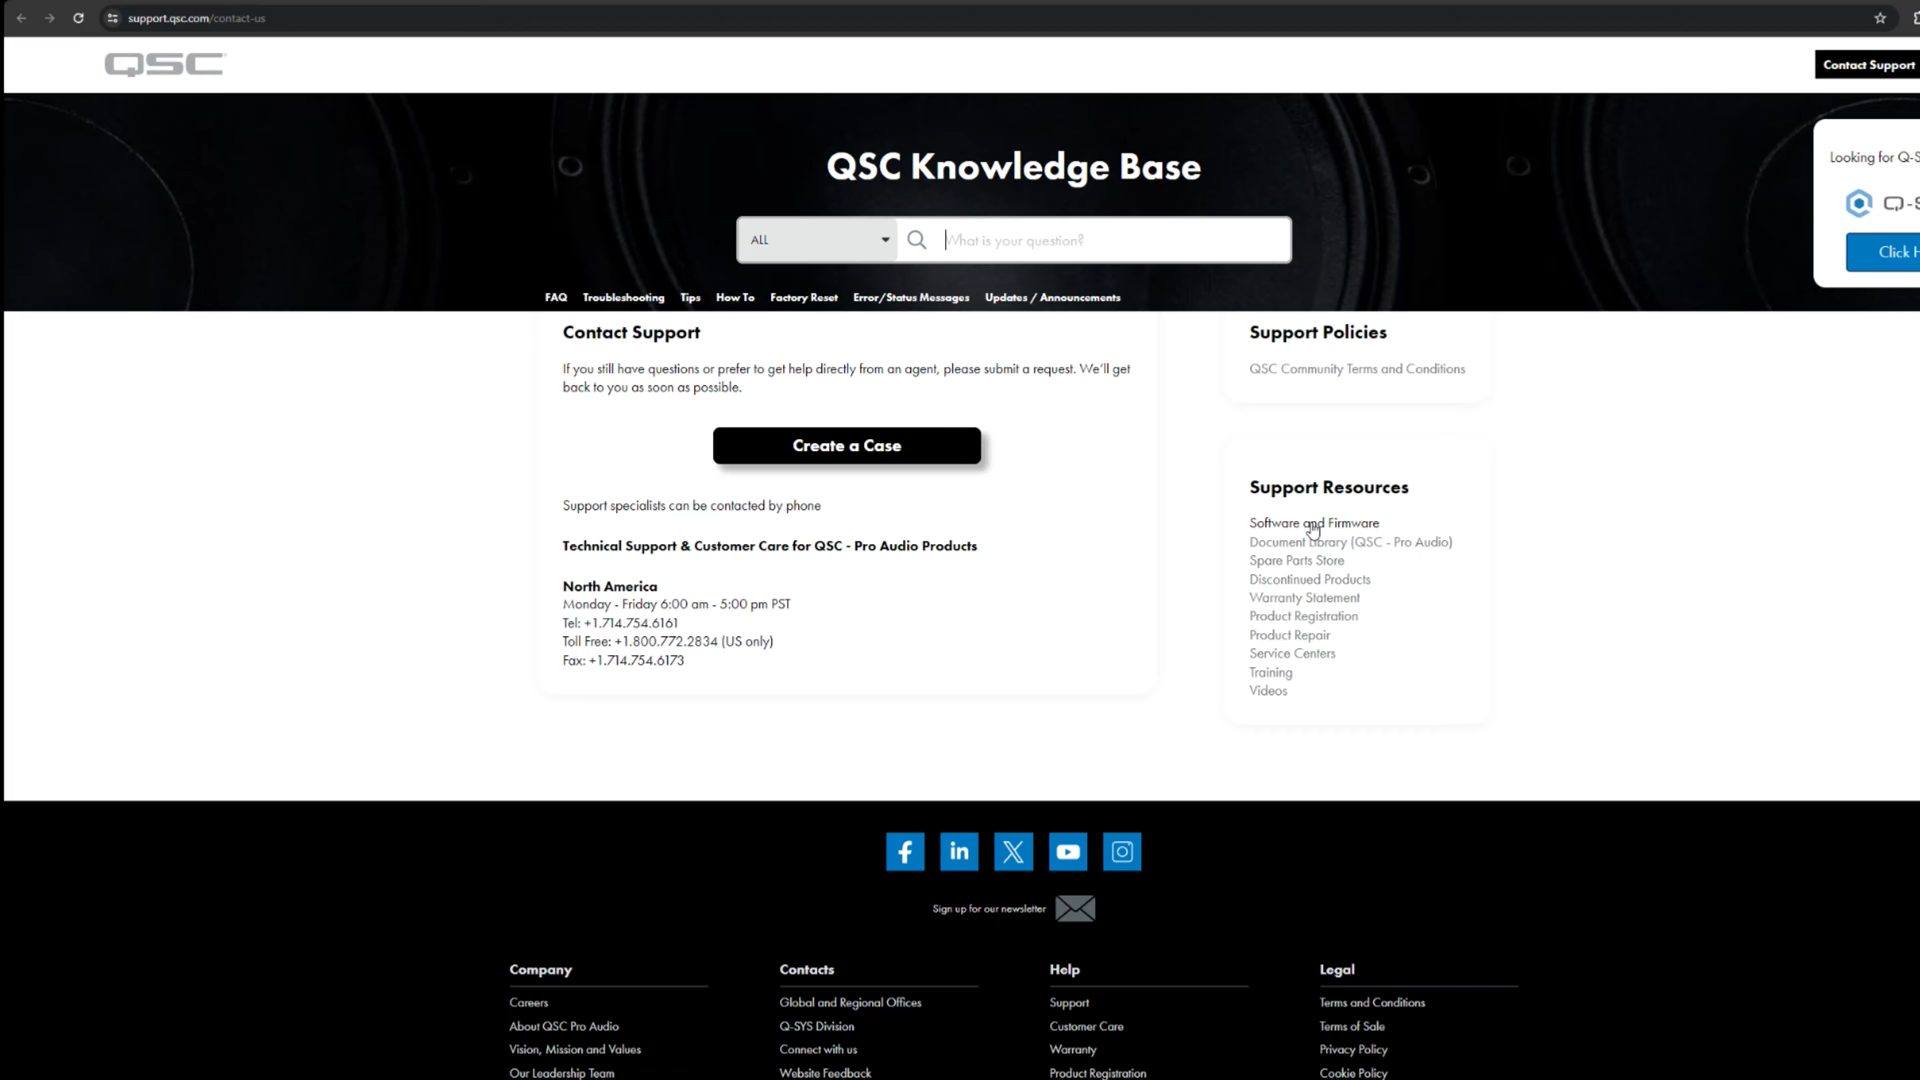 support.qsc.com/contact-us
QSC
Contact Support
QSC Knowledge Base
Looking for
ALL
What is your question?
Click
FAQ Troubleshooting Tips How To Factory Reset Error/Status Messages Updates / Announcements
Contact Support
If you still have questions or prefer to get help directly from an agent, please submit a request. We'll get
back to you as soon as possible.
Create a Case
Support specialists can be contacted by phone
Technical Support & Customer Care for QSC - Pro Audio Products
North America
Monday - Friday 6:00 am - 5:00 pm PST
Tel: +1.714.754.6161
Toll Free: +1.800.772.2834 (US only)
Fax: +1.714.754.6173
Support Policies
QSC Community Terms and Conditions
Support Resources
Software and Firmware
Document Library (QSC - Pro Audio)
Spare Parts Store
Discontinued Products
Warranty Statement
Product Registration
Product Repair
Service Centers
Training
Videos
Sign up for our newsletter
Company
Careers
About QSC Pro Audio
Vision, Mission and Values
Our Leadership Team
Contacts
Global and Regional Offices
Q-SYS Division
Connect with us
Website Feedback
Help
Support
Customer Care
Warranty
Product Registration
Legal
Terms and Conditions
Terms of Sale
Privacy Policy
Cookie Policy